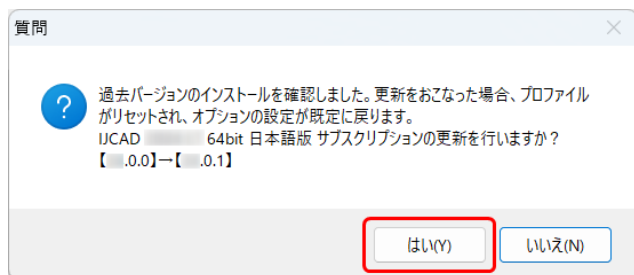 質問
過去バージョンのインストールを確認しました。更新をおこなった場合、プロファイル
がリセットされ、オプションの設定が既定に戻ります。
IJCAD 64bit 日本語版 サブスクリプションの更新を行いますか？
【 .0.0】→【 .0.1】
はい(Y) いいえ(N)